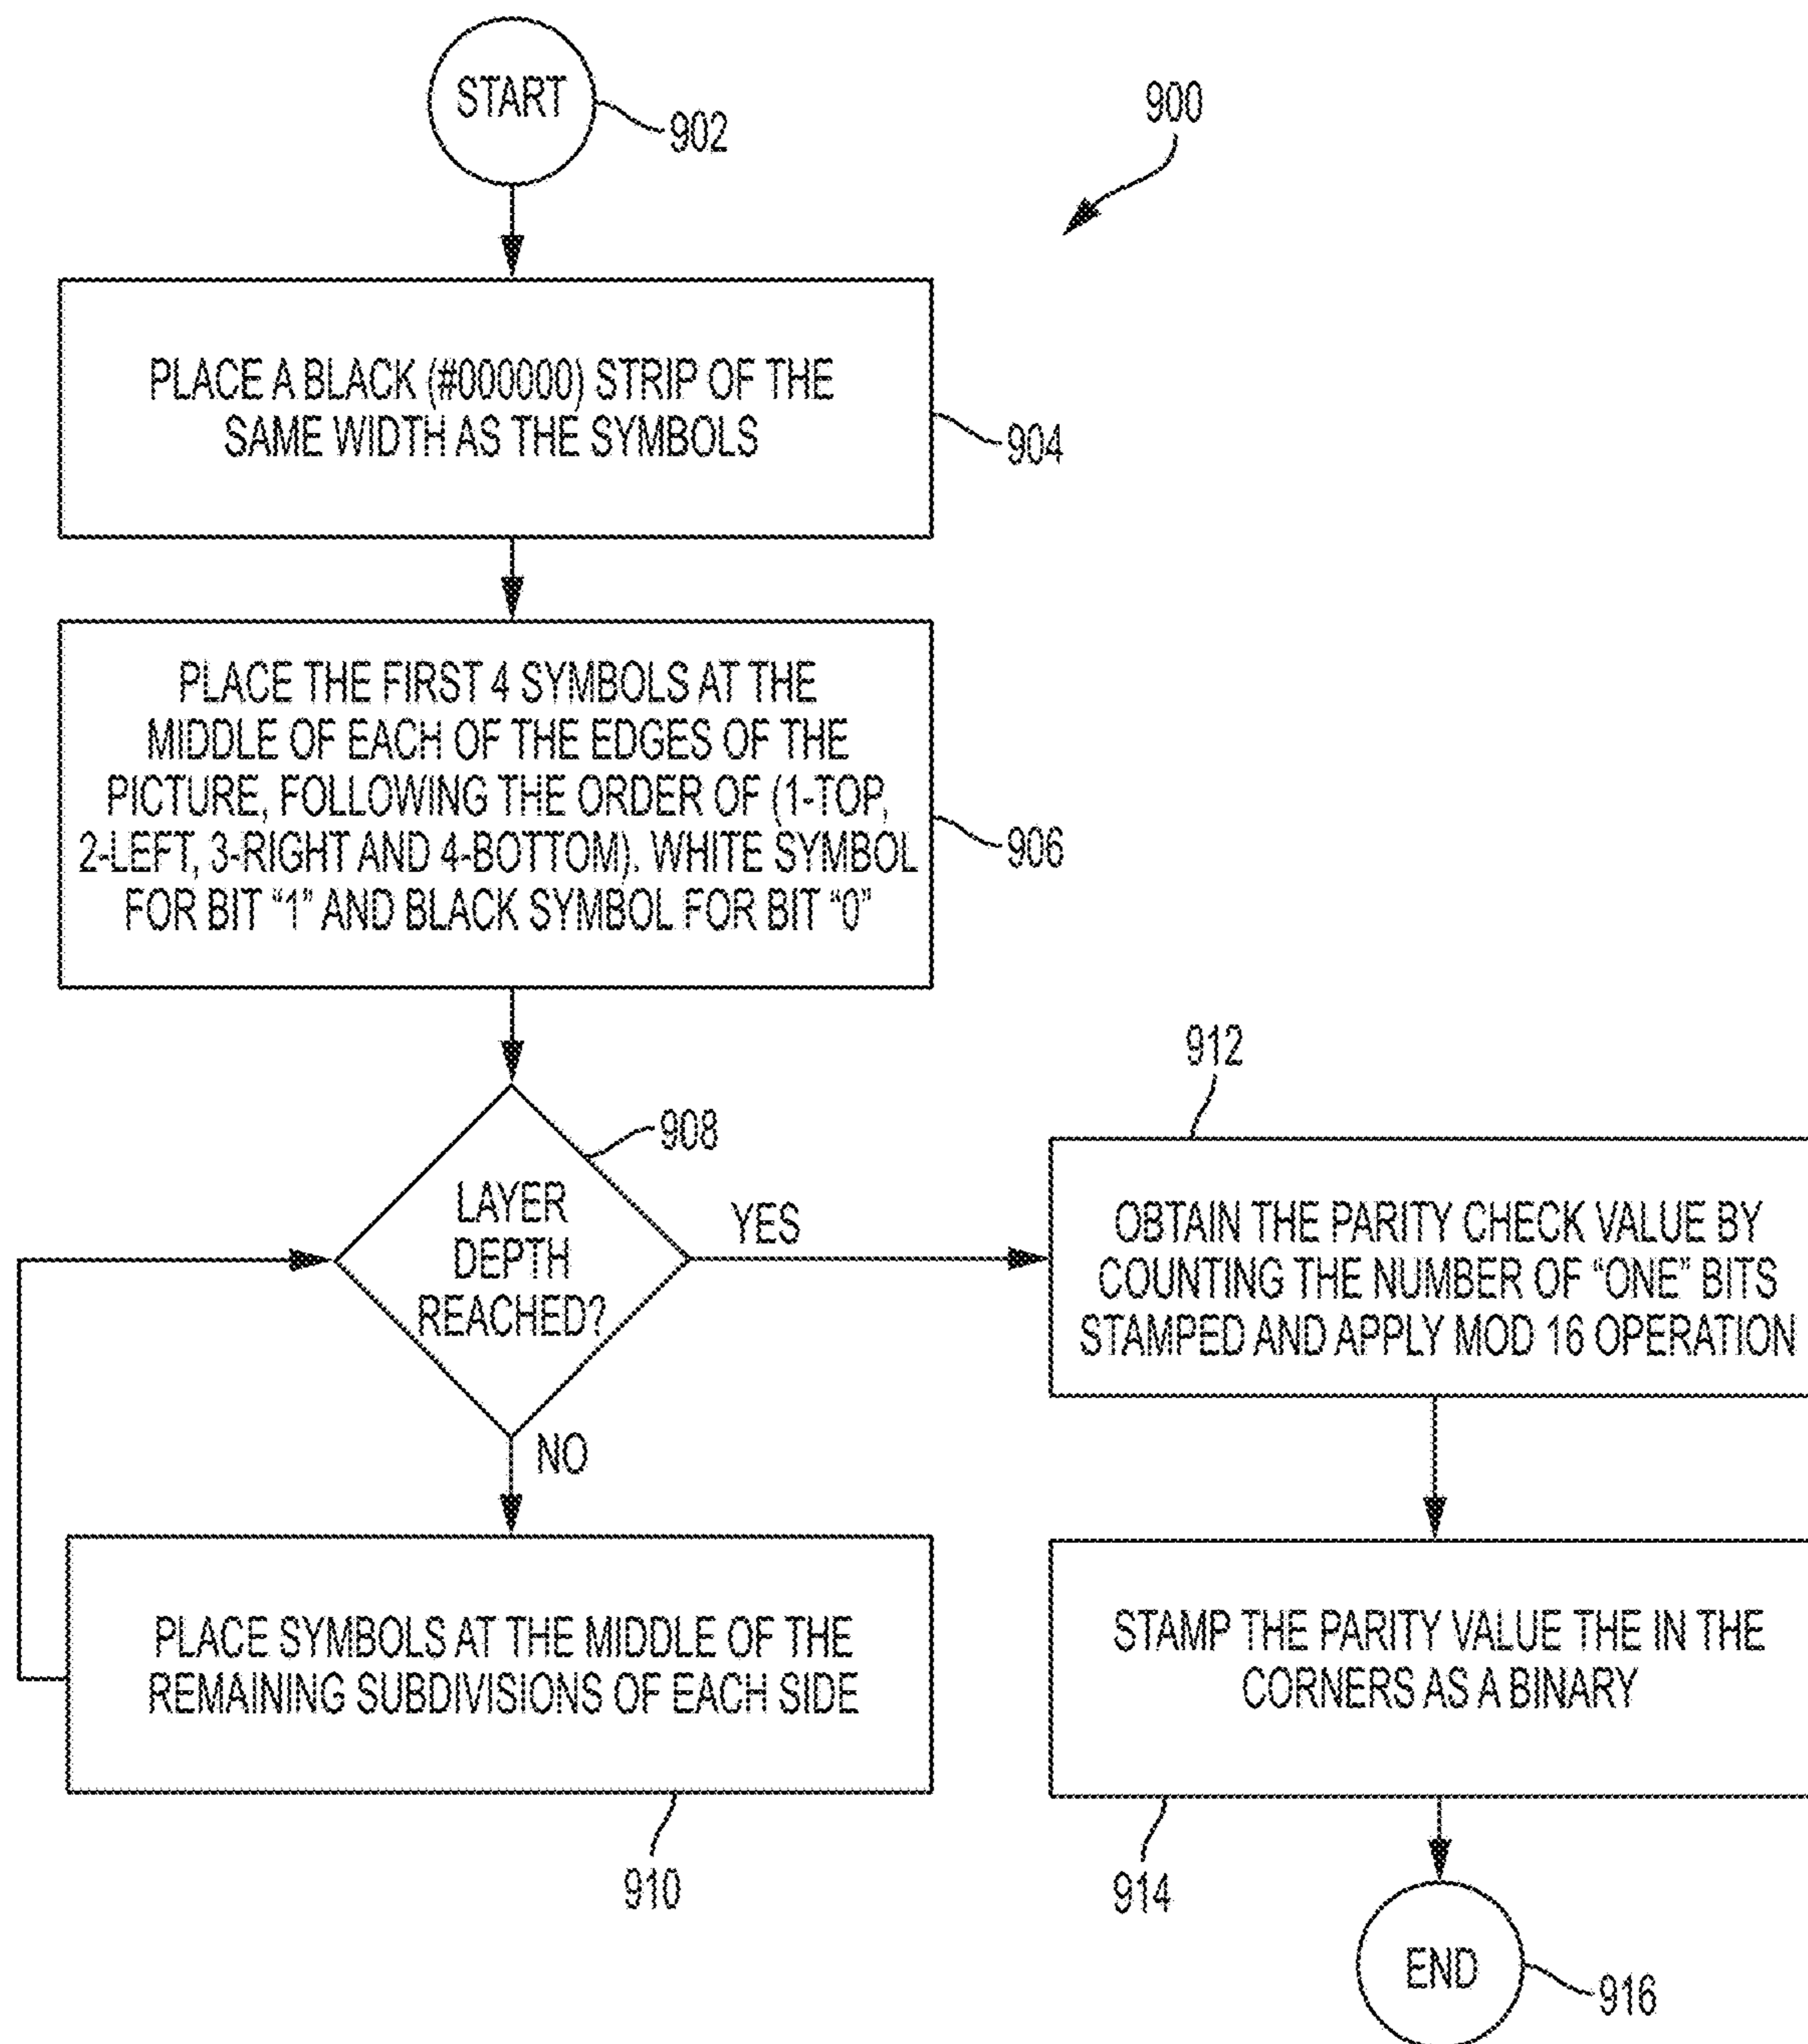 START
902
900
PLACE A BLACK (#000000) STRIP OF THE
SAME WIDTH AS THE SYMBOLS
904
PLACE THE FIRST 4 SYMBOLS AT THE
MIDDLE OF EACH OF THE EDGES OF THE
PICTURE, FOLLOWING THE ORDER OF (1-TOP,
2-LEFT, 3-RIGHT AND 4-BOTTOM). WHITE SYMBOL
FOR BIT “1” AND BLACK SYMBOL FOR BIT “0”
906
908
LAYER
DEPTH
REACHED?
YES
NO
912
OBTAIN THE PARITY CHECK VALUE BY
COUNTING THE NUMBER OF “ONE” BITS
STAMPED AND APPLY MOD 16 OPERATION
PLACE SYMBOLS AT THE MIDDLE OF THE
REMAINING SUBDIVISIONS OF EACH SIDE
910
STAMP THE PARITY VALUE THE IN THE
CORNERS AS A BINARY
914
END
916